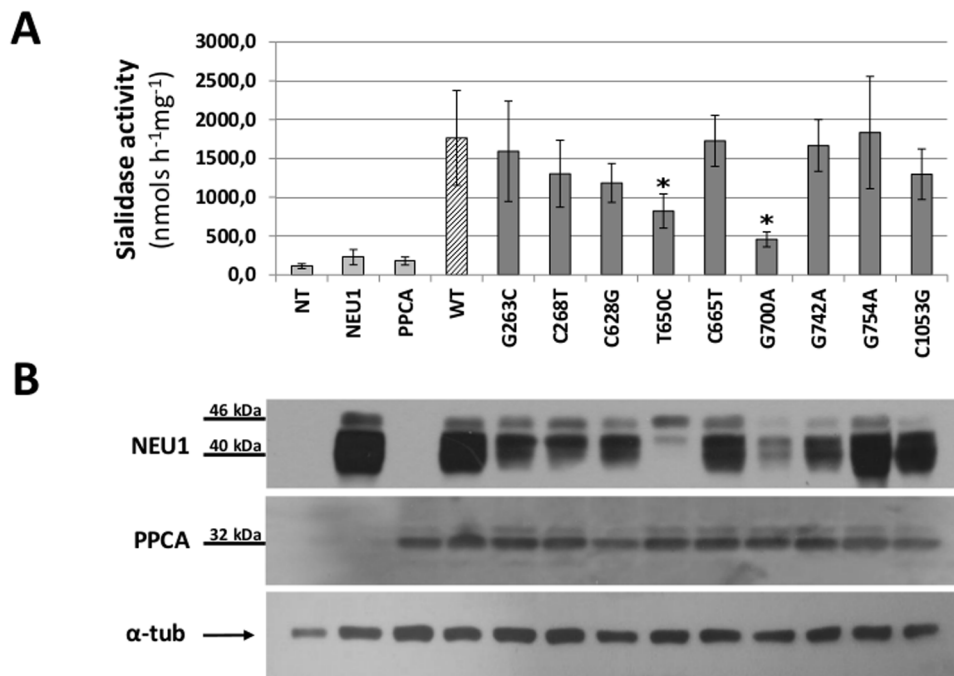 A
Sialidase activity
(nmols h⁻¹mg⁻¹)
3000,0
2500,0
2000,0
1500,0
1000,0
500,0
0,0
* *
NT NEU1 PPCA WT G263C C268T C628G T650C C665T G700A G742A G754A C1053G
B
46 kDa
NEU1 40 kDa
PPCA 32 kDa
α-tub